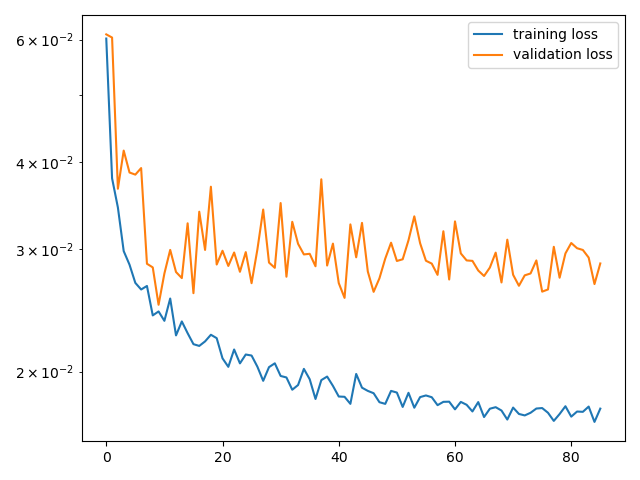 training loss
validation loss
6 × 10⁻²
4 × 10⁻²
3 × 10⁻²
2 × 10⁻²
0 20 40 60 80